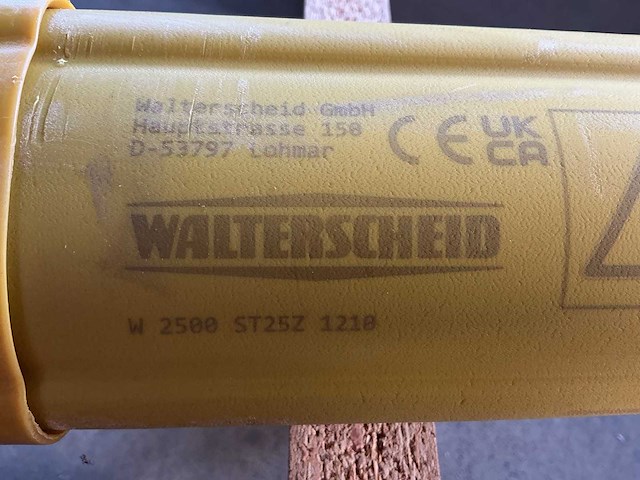 Walterscheid GmbH
Hauptstrasse 150
D-53797 Lohmar
CE UK CA
WALTERSCHEID
W 2500 ST25Z 1210